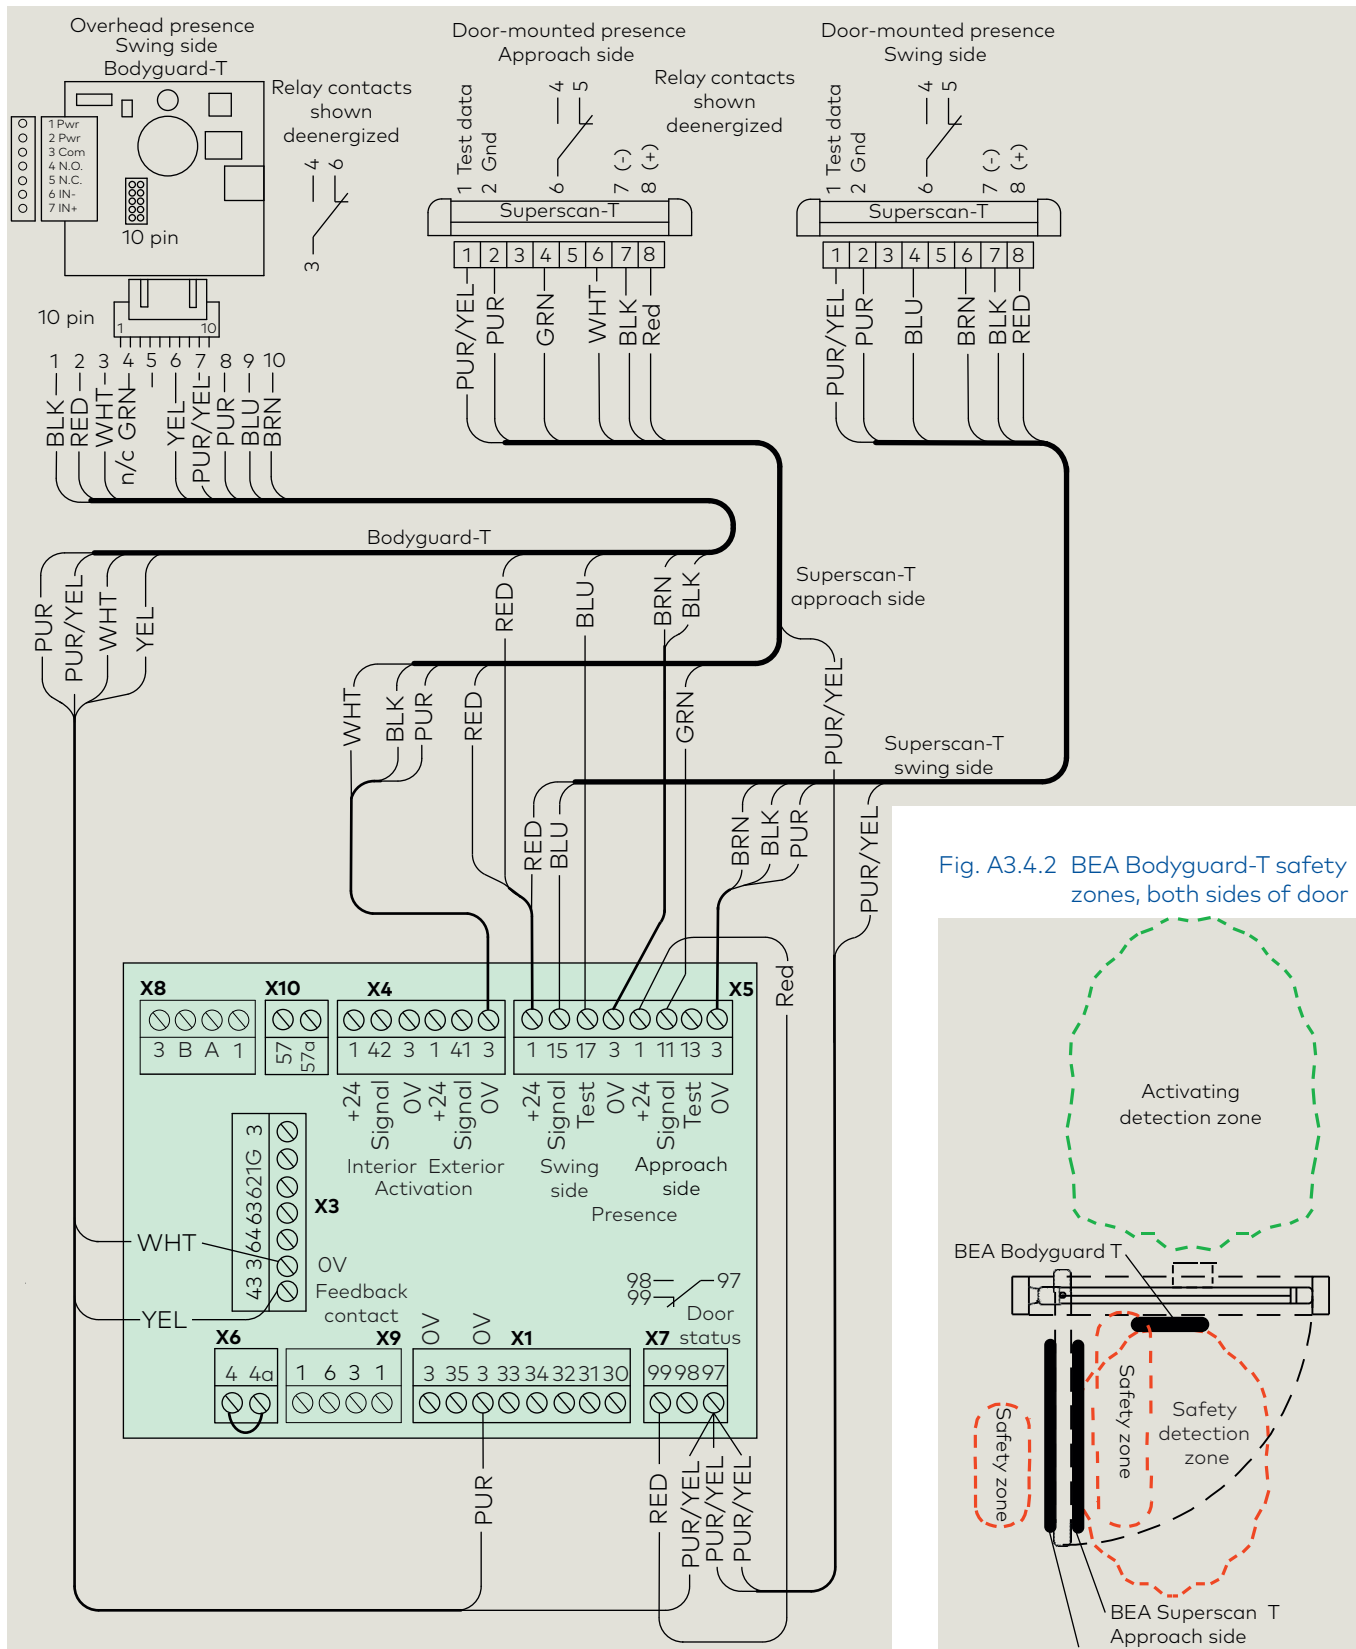 Overhead presence
Swing side
Bodyguard-T
Relay contacts
shown
deenergized
1 Pwr
2 Pwr
3 Com
4 N.O.
5 N.C.
6 IN-
7 IN+
10 pin
4
6
3
10 pin
1
10
1
2
3
4
5
6
7
8
9
10
BLK
RED
WHT
n/c GRN
YEL
PUR/YEL
PUR
BLU
BRN
Door-mounted presence
Approach side
Relay contacts
shown
deenergized
1 Test data
2 Gnd
4
5
6
7 (-)
8 (+)
Superscan-T
1 2 3 4 5 6 7 8
PUR/YEL
PUR
GRN
WHT
BLK
Red
Door-mounted presence
Swing side
1 Test data
2 Gnd
4
5
6
7 (-)
8 (+)
Superscan-T
1 2 3 4 5 6 7 8
PUR/YEL
PUR
BLU
BRN
BLK
RED
Bodyguard-T
PUR
PUR/YEL
WHT
YEL
RED
BLU
BRN
BLK
Superscan-T
approach side
WHT
BLK
PUR
RED
GRN
PUR/YEL
Superscan-T
swing side
RED
BLU
BRN
BLK
PUR
PUR/YEL
Red
X8
3 B A 1
X10
57
57a
X4
1 42 3 1 41 3
+24
Signal
0V
+24
Signal
0V
Interior
Exterior
Activation
X5
1 15 17 3 1 11 13 3
+24
Signal
Test
0V
+24
Signal
Test
0V
Swing
side
Approach
side
Presence
X3
3
1G
62
63
64
3
43
0V
Feedback
contact
WHT
YEL
98
99
97
Door
status
X6
4 4a
X9
1 6 3 1
0V
0V
X1
3 35 3 33 34 32 31 30
X7
99 98 97
PUR
RED
PUR/YEL
PUR/YEL
PUR/YEL
Fig. A3.4.2 BEA Bodyguard-T safety
zones, both sides of door
Activating
detection zone
BEA Bodyguard T
Safety zone
Safety zone
Safety
detection
zone
BEA Superscan T
Approach side